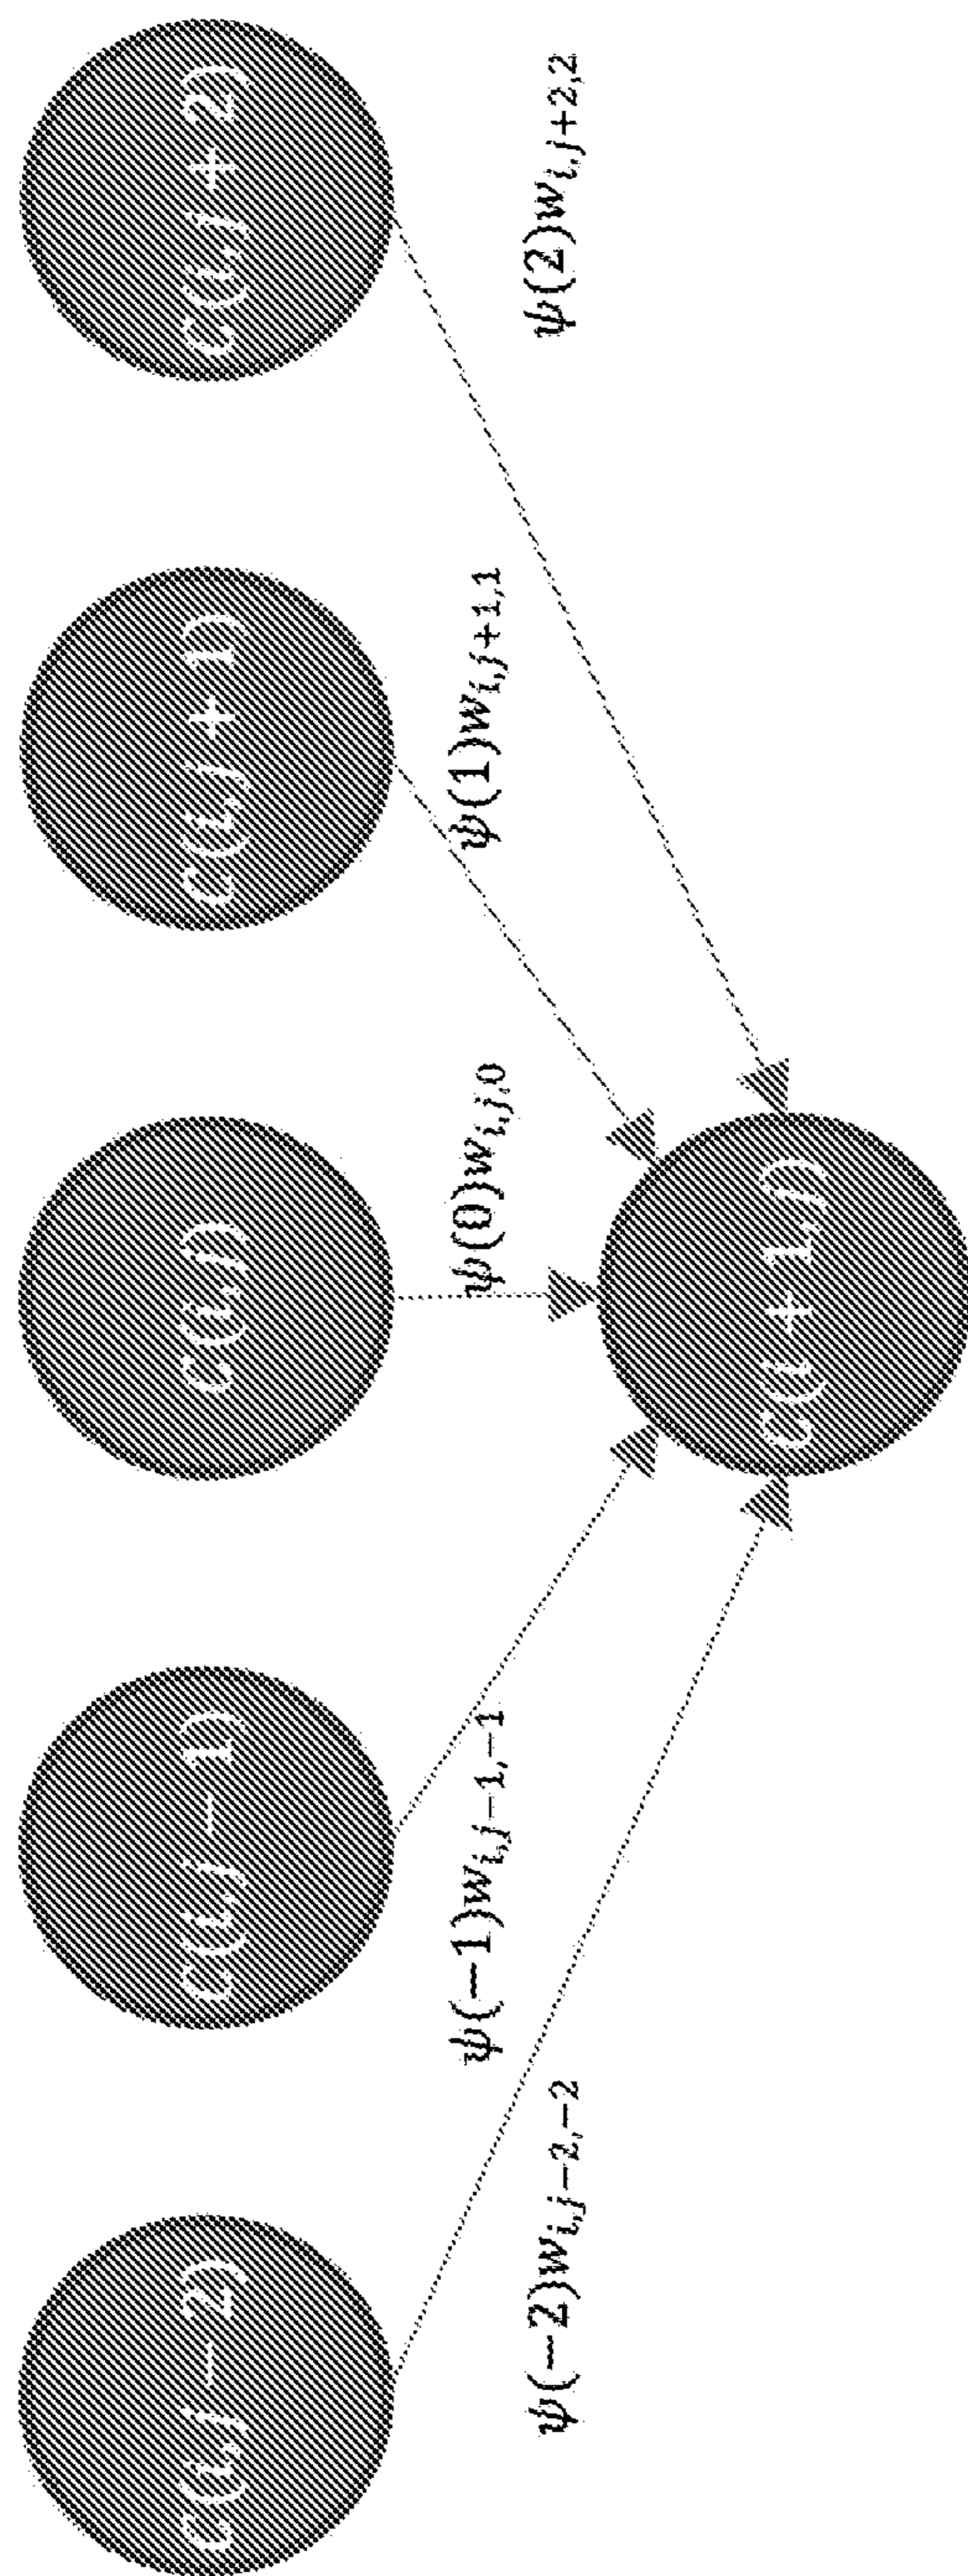 C(i,j − 2)
C(i,j − 1)
C(i,j)
C(i,j + 1)
C(i,j + 2)
ψ(−2)w_{i,j−2,−2}
ψ(−1)w_{i,j−1,−1}
ψ(0)w_{i,j,0}
ψ(1)w_{i,j+1,1}
ψ(2)w_{i,j+2,2}
C(i + 1,j)